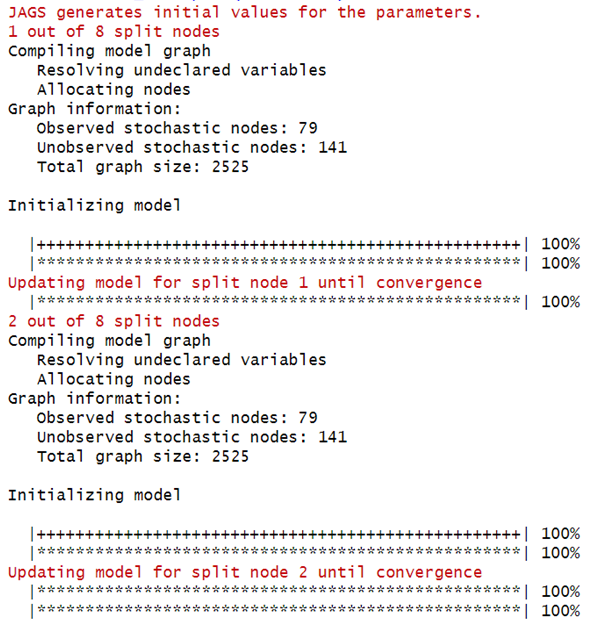 JAGS generates initial values for the parameters.
1 out of 8 split nodes
Compiling model graph
   Resolving undeclared variables
   Allocating nodes
Graph information:
   Observed stochastic nodes: 79
   Unobserved stochastic nodes: 141
   Total graph size: 2525

Initializing model

  |++++++++++++++++++++++++++++++++++++++++++++++++++| 100%
  |**************************************************| 100%
Updating model for split node 1 until convergence
  |**************************************************| 100%
2 out of 8 split nodes
Compiling model graph
   Resolving undeclared variables
   Allocating nodes
Graph information:
   Observed stochastic nodes: 79
   Unobserved stochastic nodes: 141
   Total graph size: 2525

Initializing model

  |++++++++++++++++++++++++++++++++++++++++++++++++++| 100%
  |**************************************************| 100%
Updating model for split node 2 until convergence
  |**************************************************| 100%
  |**************************************************| 100%